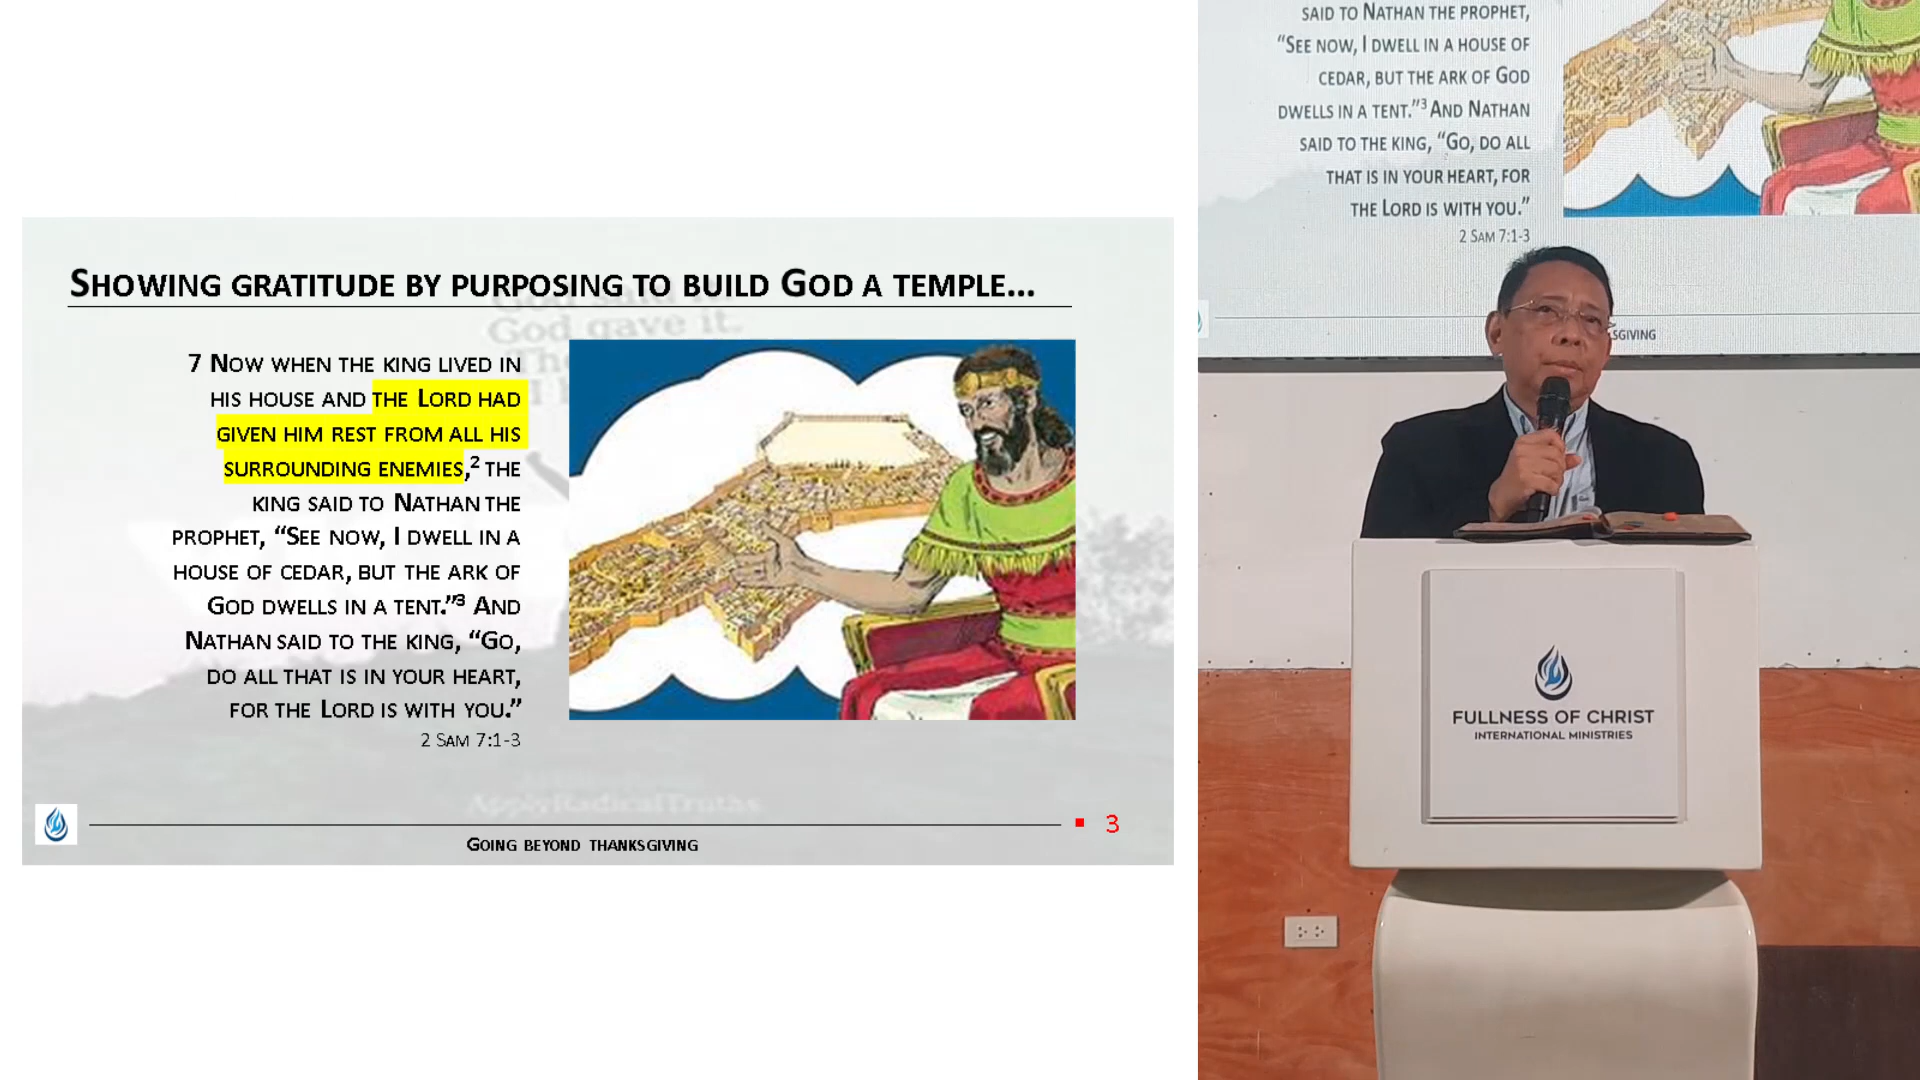 Showing gratitude by purposing to build God a temple...
7 Now when the king lived in
his house and the Lord had
given him rest from all his
surrounding enemies,2 the
king said to Nathan the
prophet, “See now, I dwell in a
house of cedar, but the ark of
God dwells in a tent.”3 And
Nathan said to the king, “Go,
do all that is in your heart,
for the Lord is with you.”
2 Sam 7:1-3
God gave it.
ApplyRadicalTruths
Going beyond thanksgiving
3
said to Nathan the prophet,
“See now, I dwell in a house of
cedar, but the ark of God
dwells in a tent.”3 And Nathan
said to the king, “Go, do all
that is in your heart, for
the Lord is with you.”
2 Sam 7:1-3
sgiving
FULLNESS OF CHRIST
INTERNATIONAL MINISTRIES